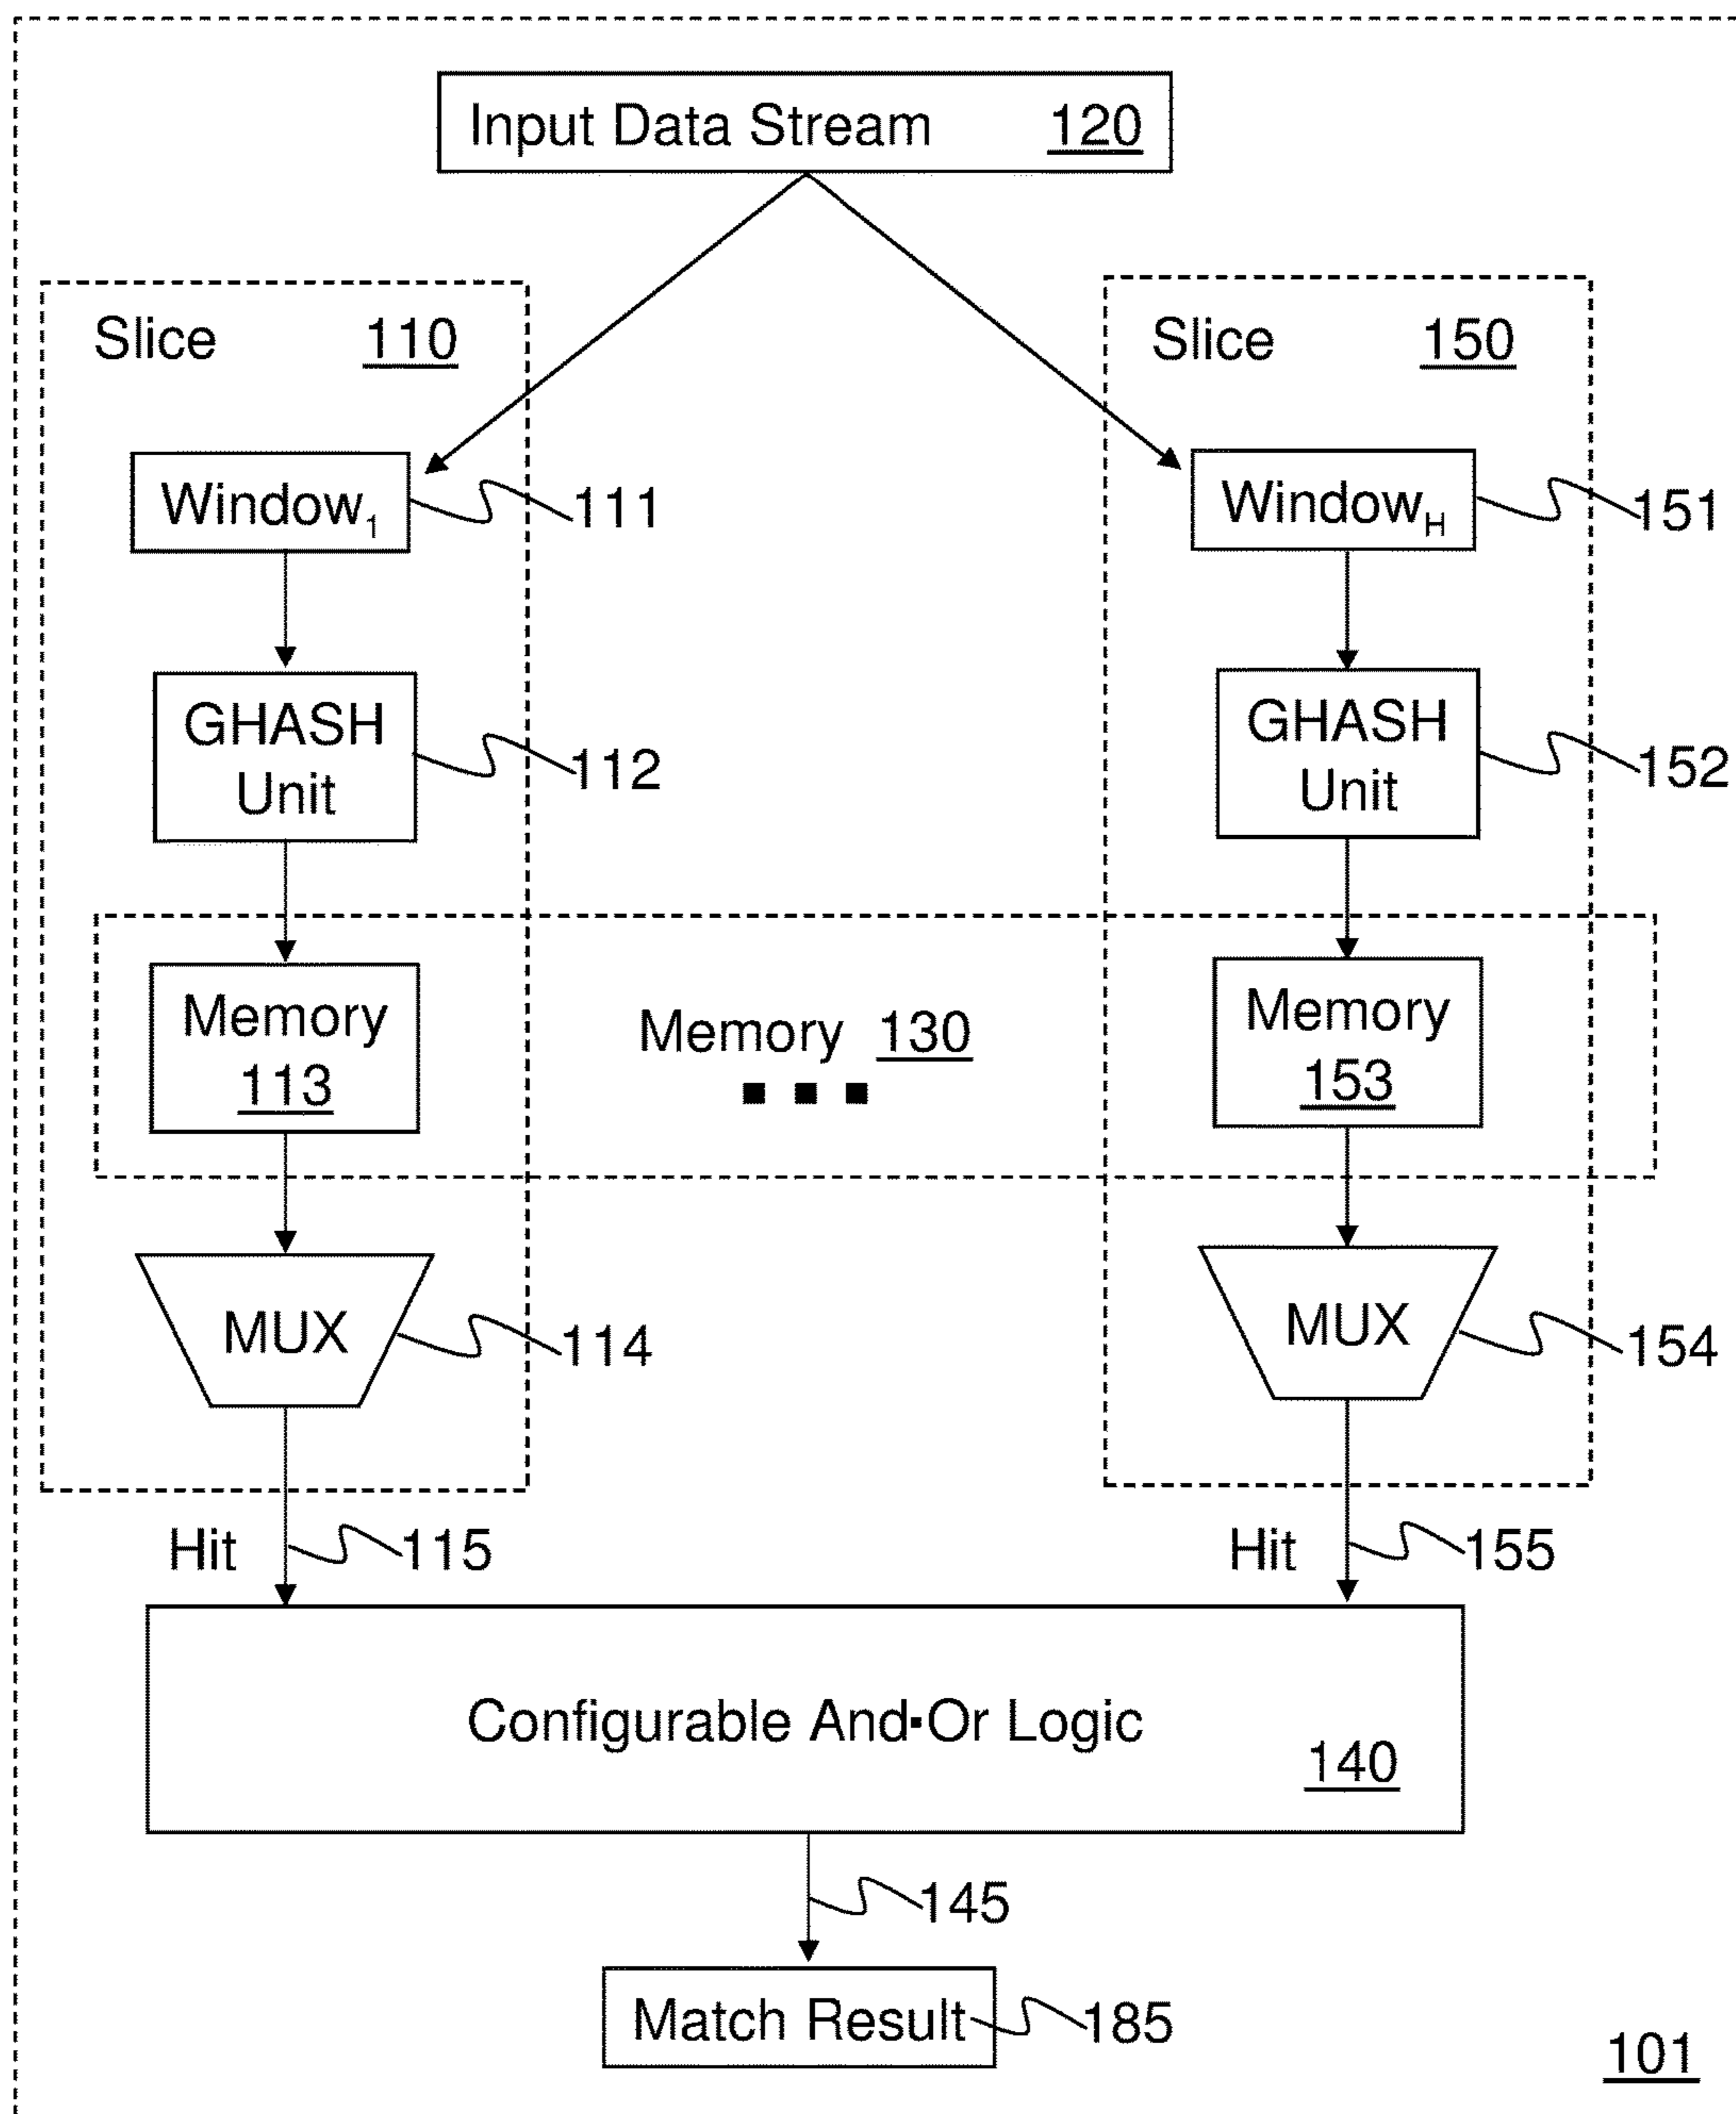 Input Data Stream 120
Slice 110
Slice 150
Window1
111
WindowH
151
GHASH
Unit
112
GHASH
Unit
152
Memory
113
Memory 130
Memory
153
MUX
114
MUX
154
Hit
115
Hit
155
Configurable And▪Or Logic
140
145
Match Result
185
101